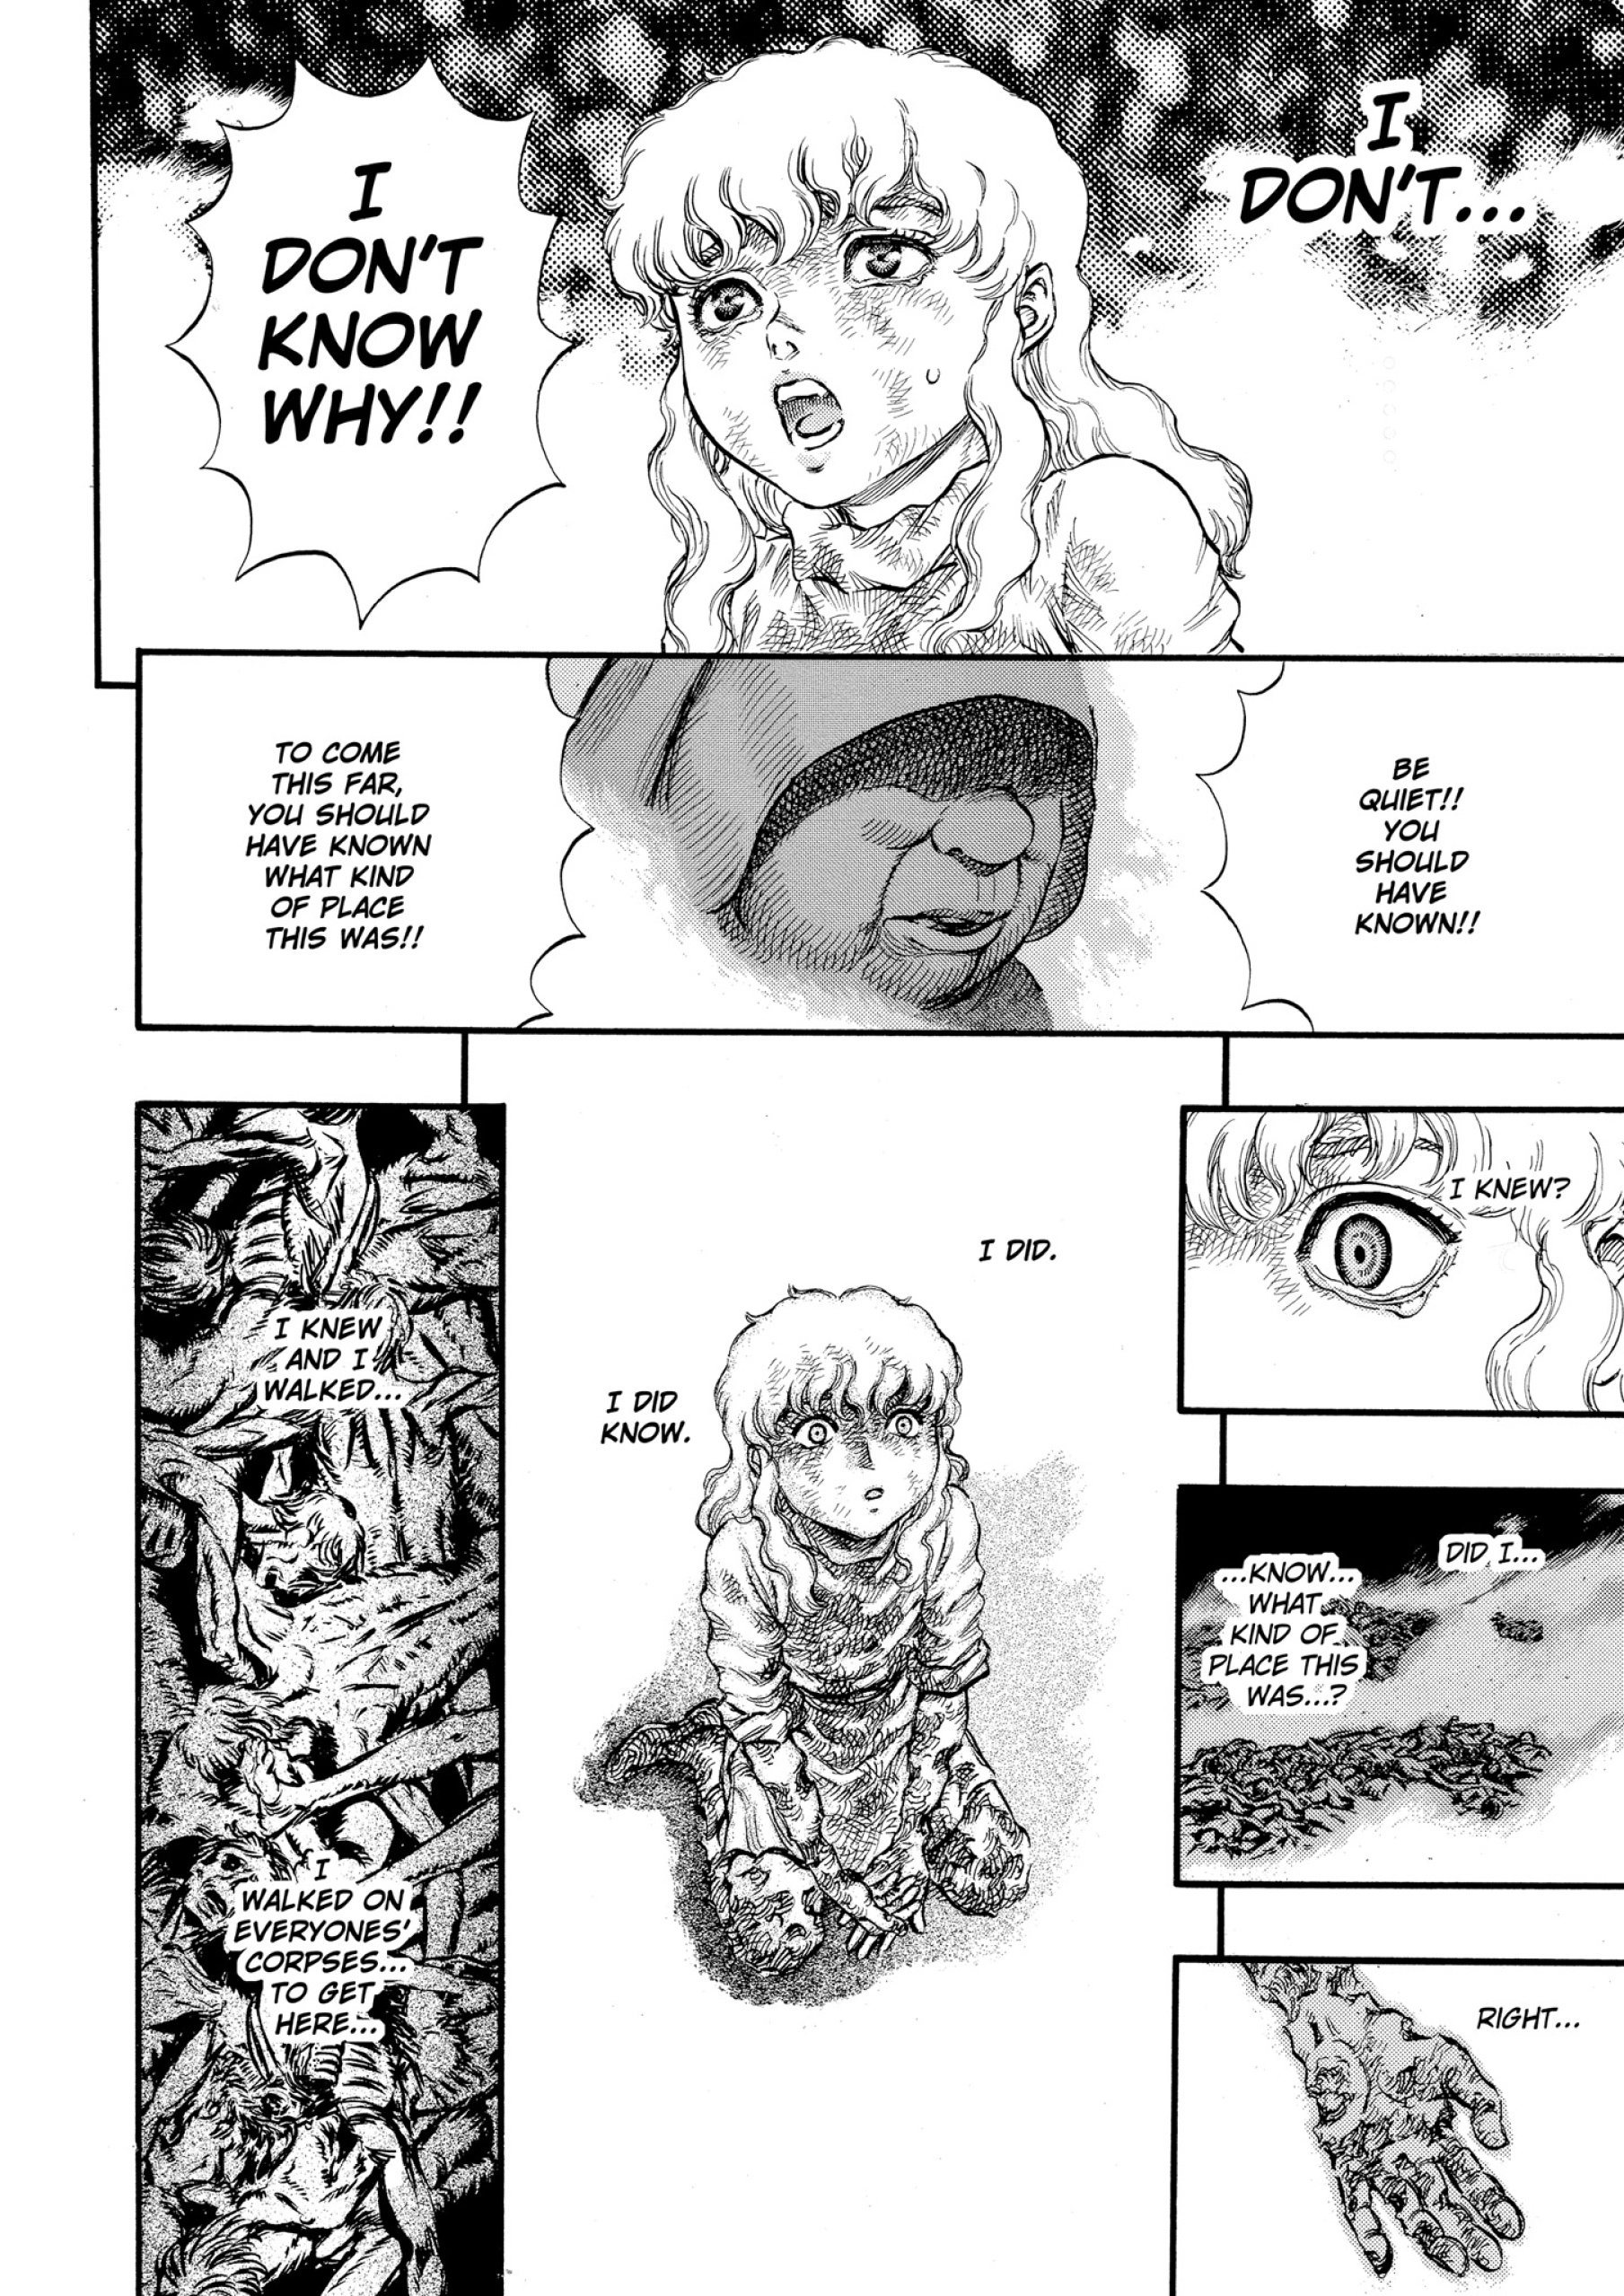 I
DON'T...
I
DON'T
KNOW
WHY!!
BE
QUIET!!
YOU
SHOULD
HAVE
KNOWN!!
TO COME
THIS FAR,
YOU SHOULD
HAVE KNOWN
WHAT KIND
OF PLACE
THIS WAS!!
I KNEW?
DID I...
...KNOW...
WHAT
KIND OF
PLACE THIS
WAS...?
RIGHT...
I DID.
I DID
KNOW.
I KNEW
AND I
WALKED...
I
WALKED ON
EVERYONES'
CORPSES...
TO GET
HERE...